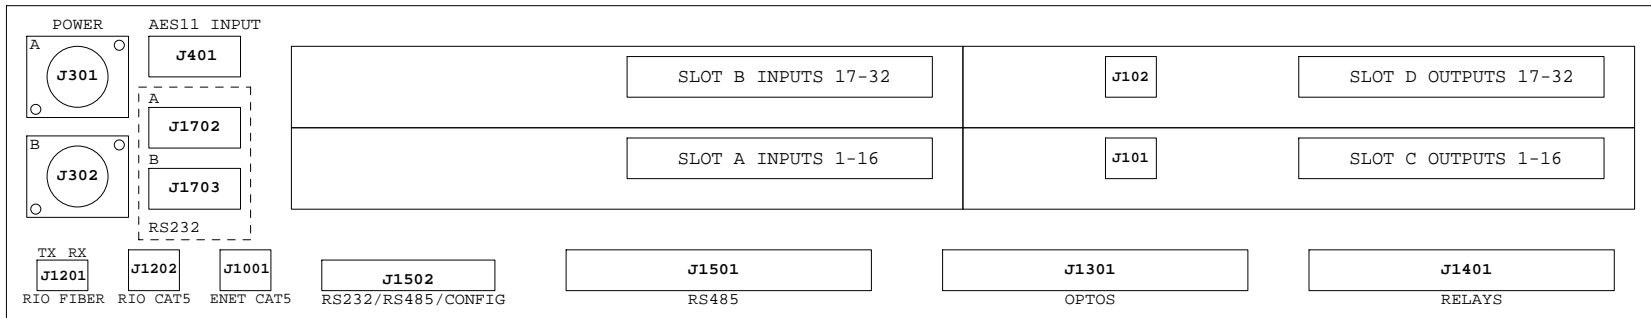 POWER
AES11 INPUT
A
J301
J401
SLOT B INPUTS 17-32
J102
SLOT D OUTPUTS 17-32
A
J1702
B
J302
B
J1703
RS232
SLOT A INPUTS 1-16
J101
SLOT C OUTPUTS 1-16
TX RX
J1201
RIO FIBER
J1202
RIO CAT5
J1001
ENET CAT5
J1502
RS232/RS485/CONFIG
J1501
RS485
J1301
OPTOS
J1401
RELAYS